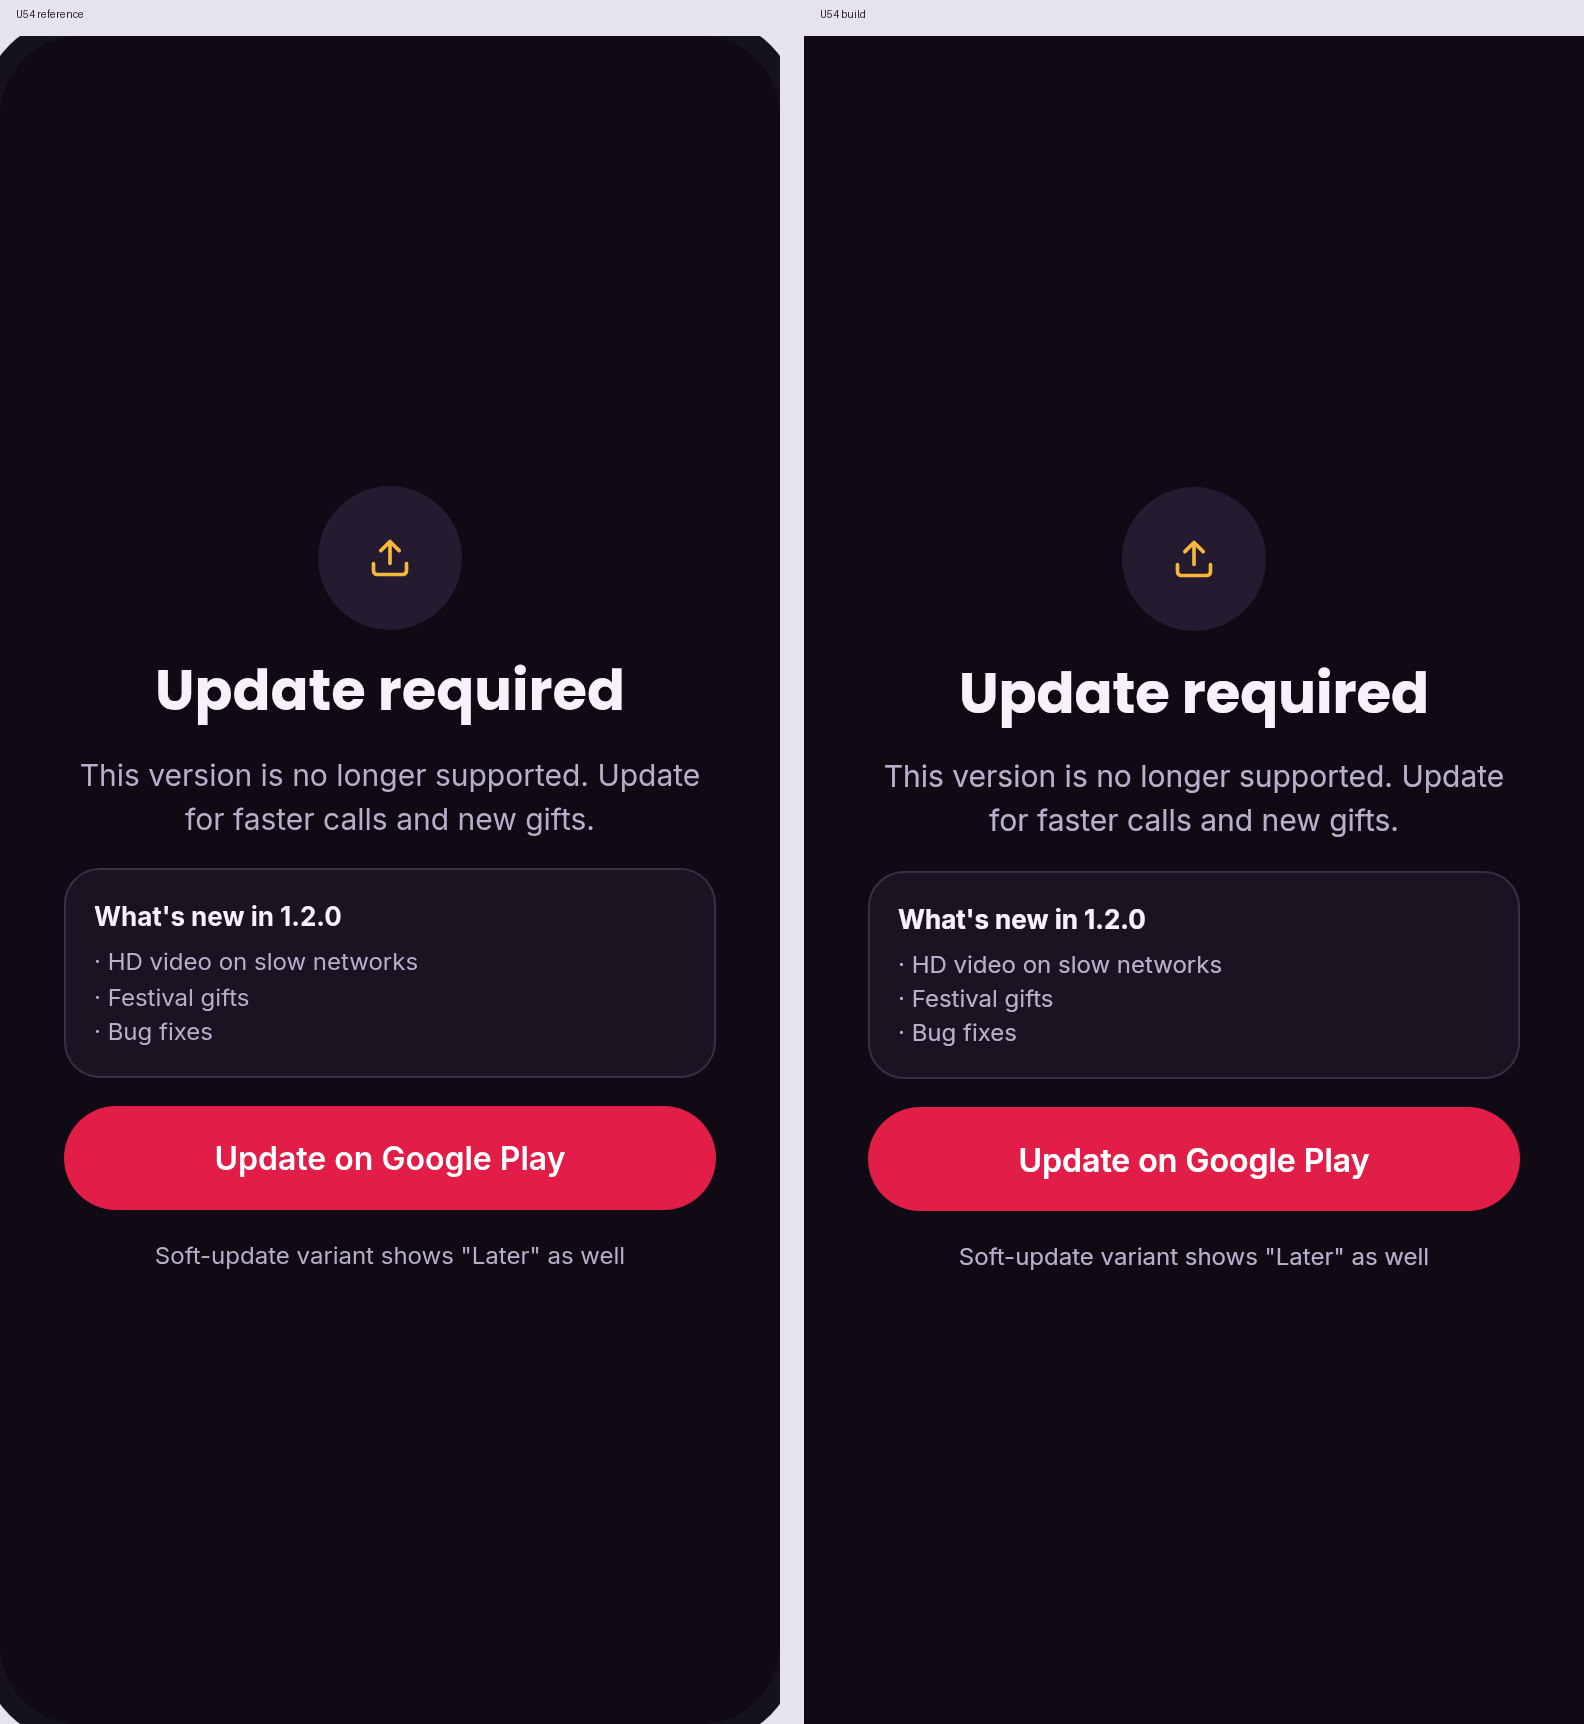 U54 reference
Update required
This version is no longer supported. Update
for faster calls and new gifts.
What's new in 1.2.0
· HD video on slow networks
· Festival gifts
· Bug fixes
Update on Google Play
Soft-update variant shows "Later" as well
U54 build
Update required
This version is no longer supported. Update
for faster calls and new gifts.
What's new in 1.2.0
· HD video on slow networks
· Festival gifts
· Bug fixes
Update on Google Play
Soft-update variant shows "Later" as well